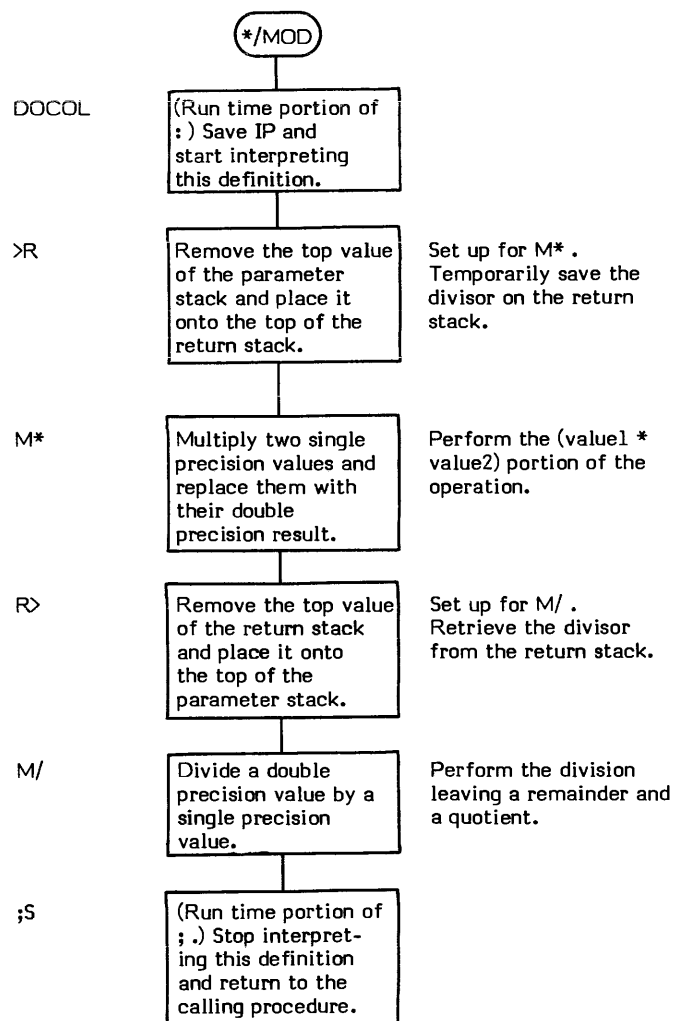 */MOD
DOCOL
(Run time portion of
: ) Save IP and
start interpreting
this definition.
>R
Remove the top value
of the parameter
stack and place it
onto the top of the
return stack.
Set up for M* .
Temporarily save the
divisor on the return
stack.
M*
Multiply two single
precision values and
replace them with
their double
precision result.
Perform the (value1 *
value2) portion of the
operation.
R>
Remove the top value
of the return stack
and place it onto
the top of the
parameter stack.
Set up for M/ .
Retrieve the divisor
from the return stack.
M/
Divide a double
precision value by a
single precision
value.
Perform the division
leaving a remainder and
a quotient.
;S
(Run time portion of
; .) Stop interpret-
ing this definition
and return to the
calling procedure.